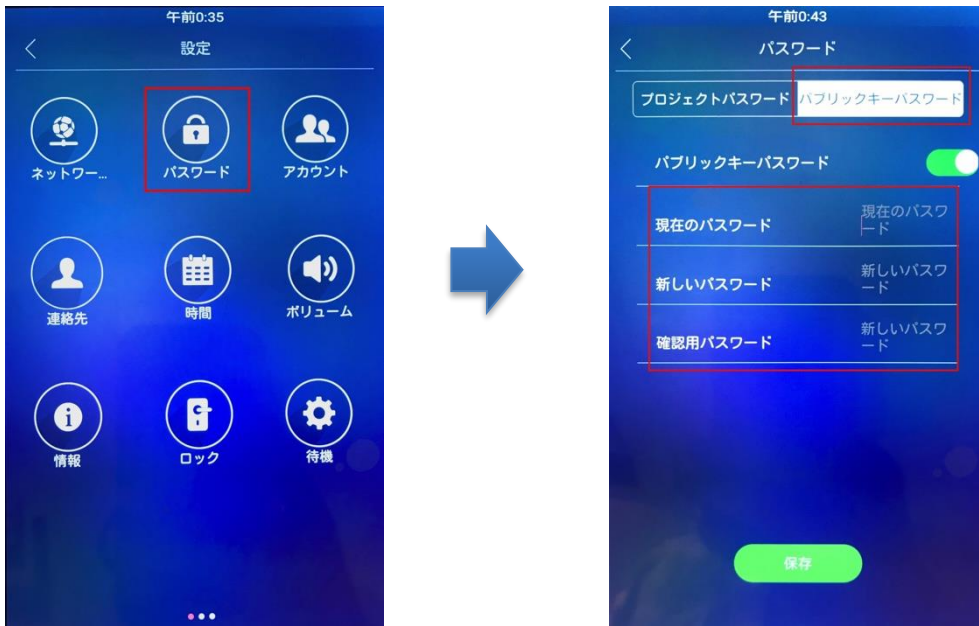 午前0:35
設定
ネットワー...
パスワード
アカウント
連絡先
時間
ボリューム
情報
ロック
待機
午前0:43
パスワード
プロジェクトパスワード
パブリックキーパスワード
パブリックキーパスワード
現在のパスワード
現在のパスワ
ード
新しいパスワード
新しいパスワ
ード
確認用パスワード
新しいパスワ
ード
保存